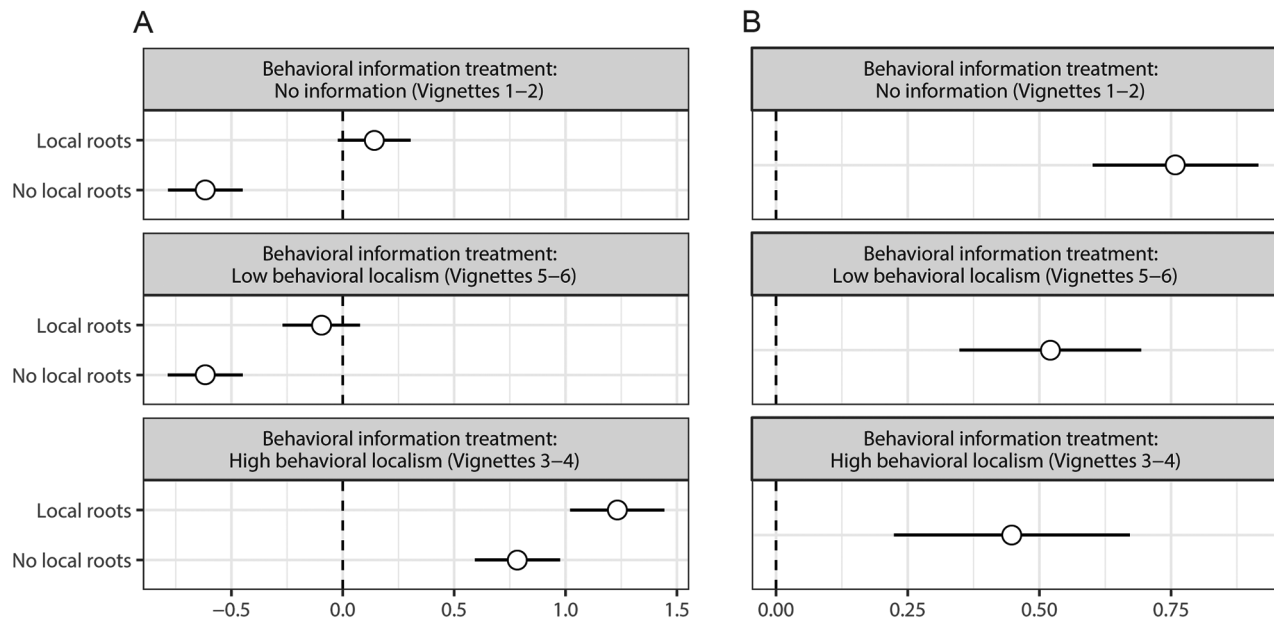 A
Behavioral information treatment:
No information (Vignettes 1–2)
Local roots
No local roots
Behavioral information treatment:
Low behavioral localism (Vignettes 5–6)
Local roots
No local roots
Behavioral information treatment:
High behavioral localism (Vignettes 3–4)
Local roots
No local roots
−0.5 0.0 0.5 1.0 1.5
B
Behavioral information treatment:
No information (Vignettes 1–2)
Behavioral information treatment:
Low behavioral localism (Vignettes 5–6)
Behavioral information treatment:
High behavioral localism (Vignettes 3–4)
0.00 0.25 0.50 0.75